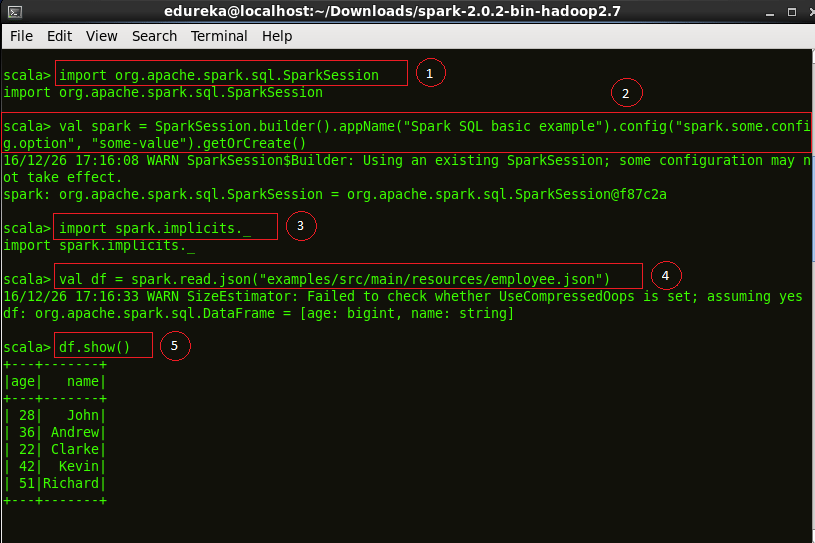 edureka@localhost:~/Downloads/spark-2.0.2-bin-hadoop2.7
File Edit View Search Terminal Help
scala> import org.apache.spark.sql.SparkSession 1
import org.apache.spark.sql.SparkSession
2
scala> val spark = SparkSession.builder().appName("Spark SQL basic example").config("spark.some.confi
g.option", "some-value").getOrCreate()
16/12/26 17:16:08 WARN SparkSession$Builder: Using an existing SparkSession; some configuration may n
ot take effect.
spark: org.apache.spark.sql.SparkSession = org.apache.spark.sql.SparkSession@f87c2a
scala> import spark.implicits._ 3
import spark.implicits._
scala> val df = spark.read.json("examples/src/main/resources/employee.json") 4
16/12/26 17:16:33 WARN SizeEstimator: Failed to check whether UseCompressedOops is set; assuming yes
df: org.apache.spark.sql.DataFrame = [age: bigint, name: string]
scala> df.show() 5
+---+-------+
|age|   name|
+---+-------+
| 28|   John|
| 36| Andrew|
| 22| Clarke|
| 42|  Kevin|
| 51|Richard|
+---+-------+